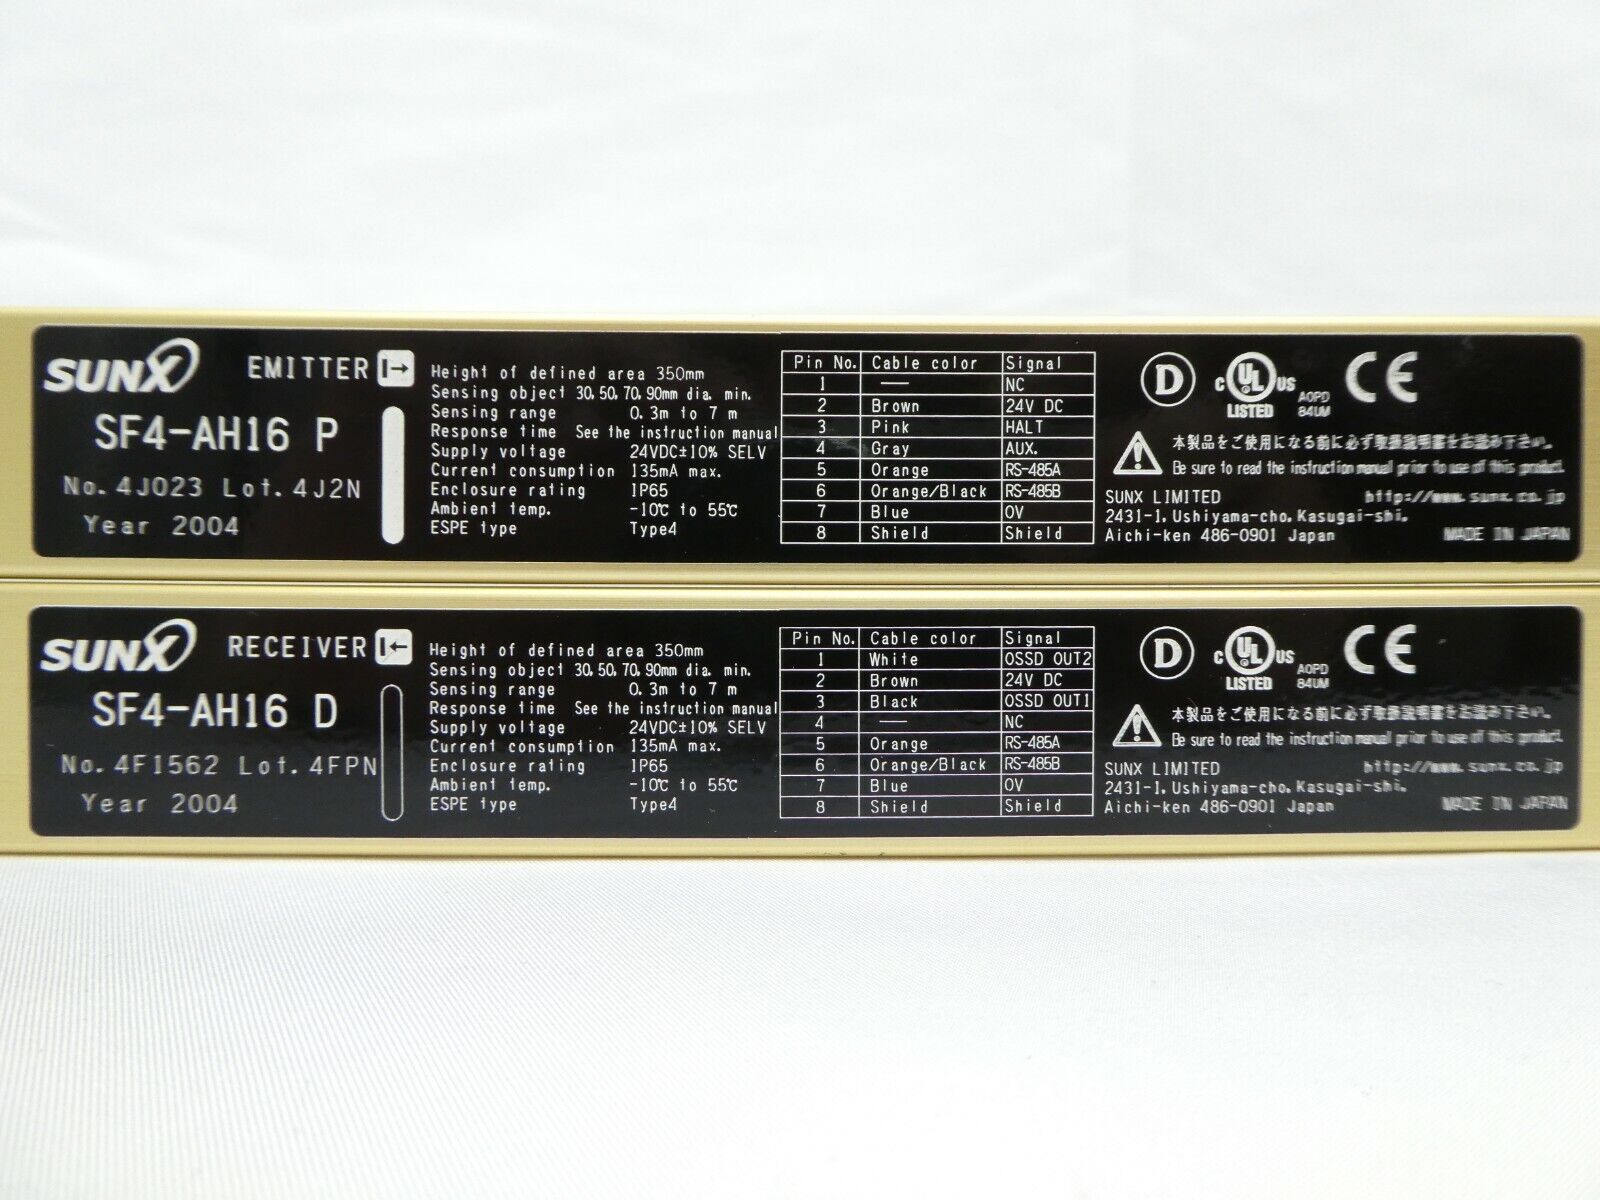 SUNX EMITTER
SF4-AH16 P
No. 4J023 Lot. 4J2N
Year 2004
Height of defined area 350mm
Sensing object 30, 50, 70, 90mm dia. min.
Sensing range 0.3m to 7 m
Response time See the instruction manual
Supply voltage 24VDC±10% SELV
Current consumption 135mA max.
Enclosure rating IP65
Ambient temp. -10℃ to 55℃
ESPE type Type4
Pin No. Cable color Signal
1 — NC
2 Brown 24V DC
3 Pink HALT
4 Gray AUX.
5 Orange RS-485A
6 Orange/Black RS-485B
7 Blue 0V
8 Shield Shield
D C UL US LISTED AOPD 84UM CE
本製品をご使用になる前に必ず取扱説明書をお読み下さい。
Be sure to read the instruction manual prior to use of this product.
SUNX LIMITED http://www.sunx.co.jp
2431-1, Ushiyama-cho, Kasugai-shi,
Aichi-ken 486-0901 Japan MADE IN JAPAN
SUNX RECEIVER
SF4-AH16 D
No. 4F1562 Lot. 4FPN
Year 2004
Height of defined area 350mm
Sensing object 30, 50, 70, 90mm dia. min.
Sensing range 0.3m to 7 m
Response time See the instruction manual
Supply voltage 24VDC±10% SELV
Current consumption 135mA max.
Enclosure rating IP65
Ambient temp. -10℃ to 55℃
ESPE type Type4
Pin No. Cable color Signal
1 White OSSD OUT2
2 Brown 24V DC
3 Black OSSD OUT1
4 — NC
5 Orange RS-485A
6 Orange/Black RS-485B
7 Blue 0V
8 Shield Shield
D C UL US LISTED AOPD 84UM CE
本製品をご使用になる前に必ず取扱説明書をお読み下さい。
Be sure to read the instruction manual prior to use of this product.
SUNX LIMITED http://www.sunx.co.jp
2431-1, Ushiyama-cho, Kasugai-shi,
Aichi-ken 486-0901 Japan MADE IN JAPAN